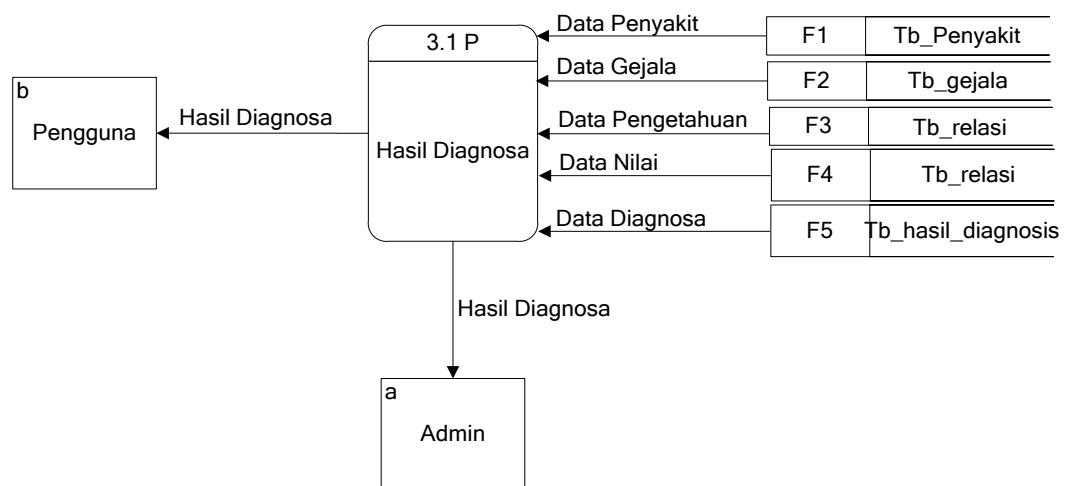 3.1 P
Hasil Diagnosa
Data Penyakit
F1
Tb_Penyakit
Data Gejala
F2
Tb_gejala
Data Pengetahuan
F3
Tb_relasi
Data Nilai
F4
Tb_relasi
Data Diagnosa
F5
Tb_hasil_diagnosis
b
Pengguna
Hasil Diagnosa
Hasil Diagnosa
a
Admin